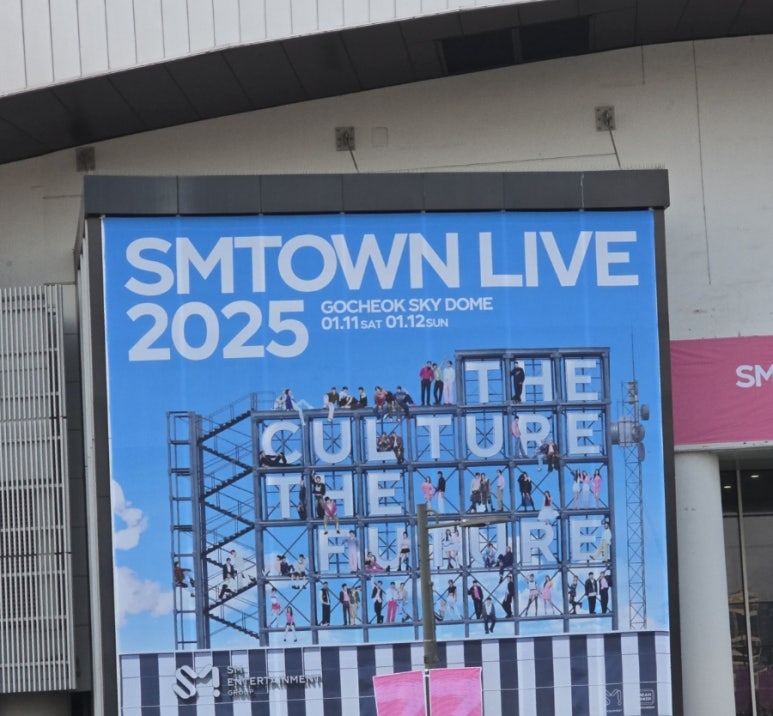 SMTOWN LIVE
2025
GOCHEOK SKY DOME
01.11 SAT 01.12 SUN
THE
CULTURE
THE
FUTURE
SM
SM!
SM
ENTERTAINMENT
GROUP